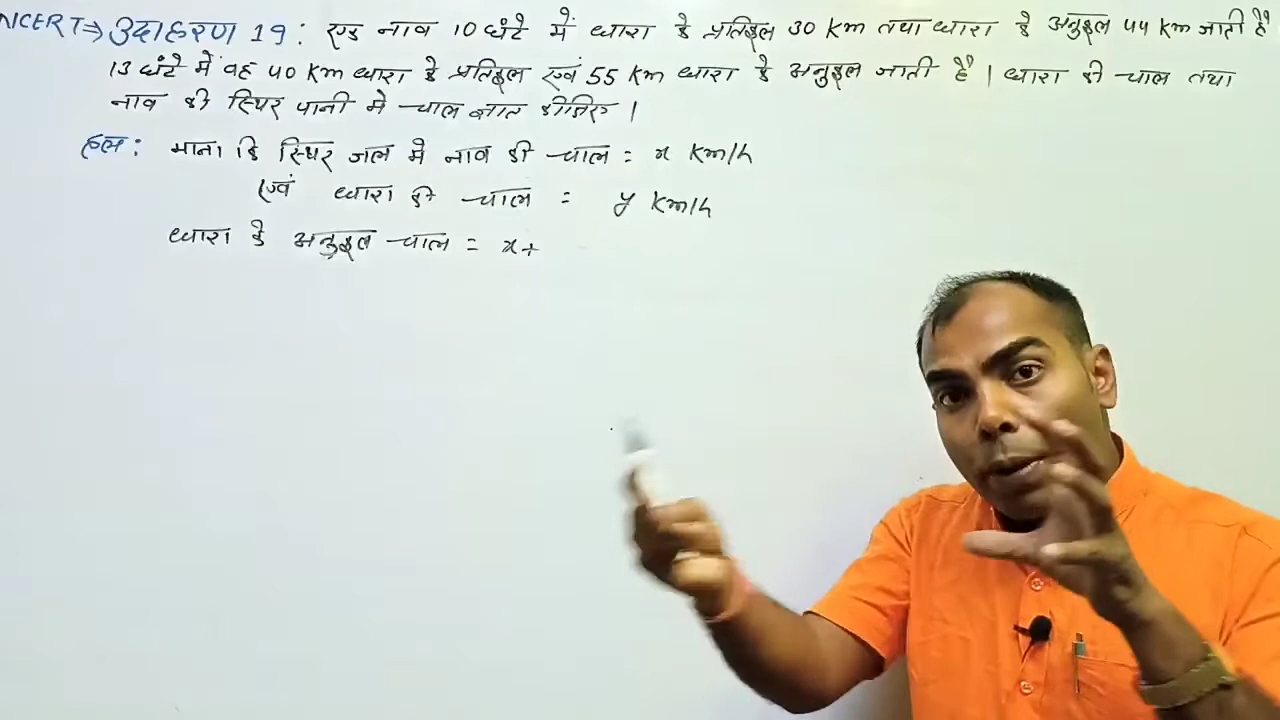 NCERT⇒ उदाहरण 19 : एक नाव 10 घंटे में धारा के प्रतिकूल 30 Km तथा धारा के अनुकूल 44 Km जाती है।
13 घंटे में वह 40 Km धारा के प्रतिकूल एवं 55 Km धारा के अनुकूल जाती है । धारा की चाल तथा
नाव की स्थिर पानी में चाल ज्ञात कीजिए ।
हल : माना कि स्थिर जल में नाव की चाल = x Km/h
एवं धारा की चाल = y Km/h
धारा के अनुकूल चाल = x+